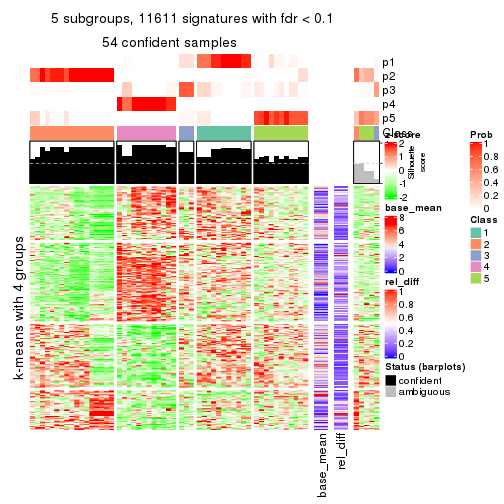 5 subgroups, 11611 signatures with fdr < 0.1
54 confident samples
p1
p2
p3
p4
p5
Class
z-score
2
1
0
-1
-2
Silhouette
score
Prob
1
0.8
0.6
0.4
0.2
0
base_mean
8
6
4
2
0
Class
1
2
3
4
5
rel_diff
1
0.8
0.6
0.4
0.2
0
Status (barplots)
confident
ambiguous
k-means with 4 groups
base_mean
rel_diff